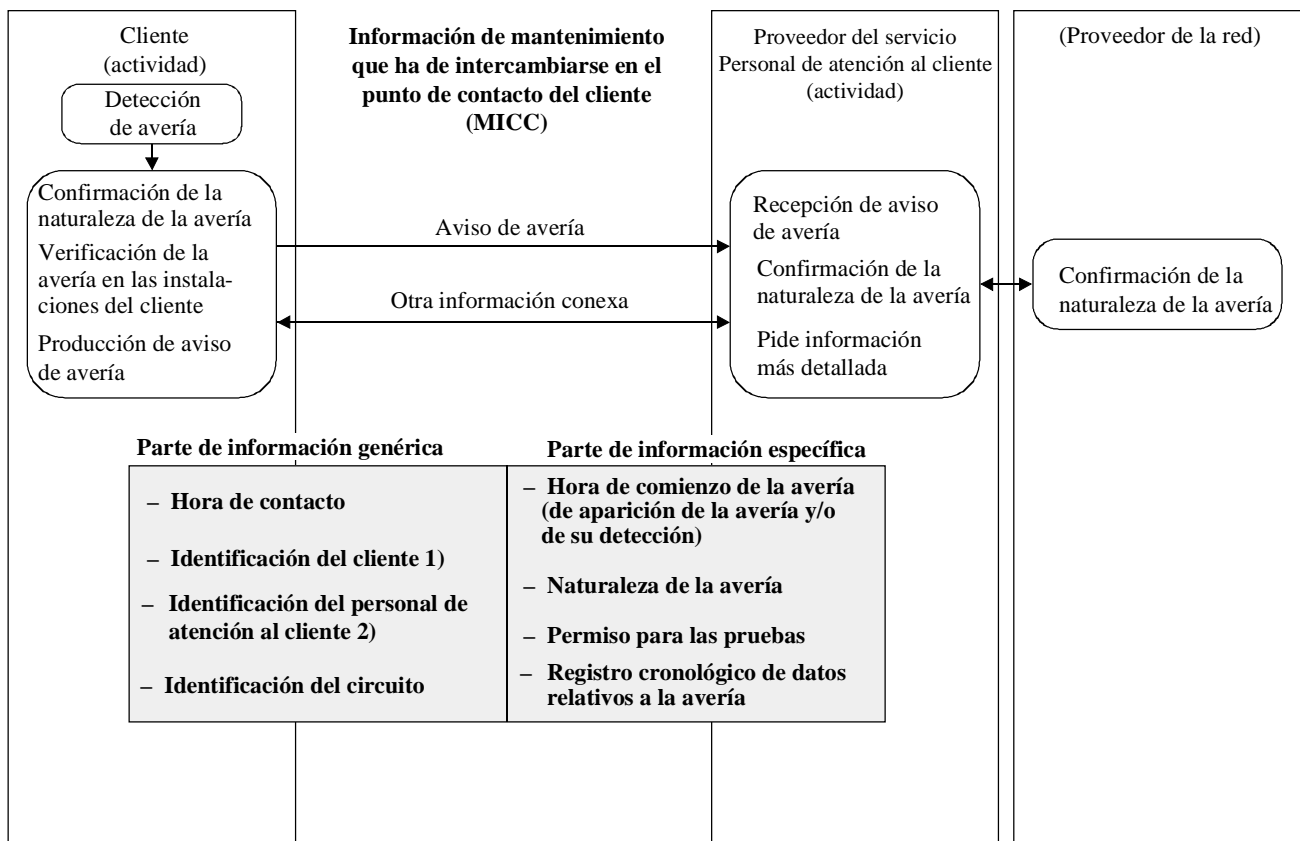 Cliente
(actividad)
Información de mantenimiento
que ha de intercambiarse en el
punto de contacto del cliente
(MICC)
Proveedor del servicio
Personal de atención al cliente
(actividad)
(Proveedor de la red)
Detección
de avería
Confirmación de la
naturaleza de la avería
Verificación de la
avería en las instala-
ciones del cliente
Producción de aviso
de avería
Aviso de avería
Otra información conexa
Recepción de aviso
de avería
Confirmación de la
naturaleza de la avería
Pide información
más detallada
Confirmación de la
naturaleza de la avería
Parte de información genérica
– Hora de contacto
– Identificación del cliente 1)
– Identificación del personal de
atención al cliente 2)
– Identificación del circuito
Parte de información específica
– Hora de comienzo de la avería
(de aparición de la avería y/o
de su detección)
– Naturaleza de la avería
– Permiso para las pruebas
– Registro cronológico de datos
relativos a la avería